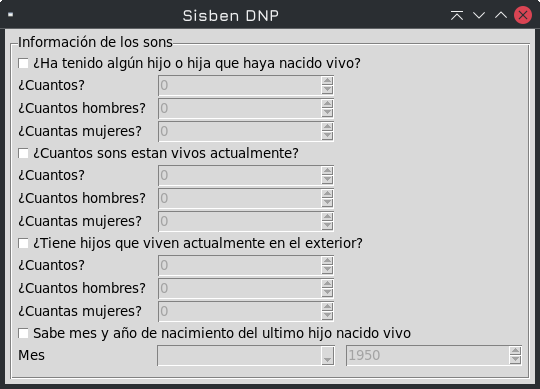 Sisben DNP
Información de los sons
¿Ha tenido algún hijo o hija que haya nacido vivo?
¿Cuantos? 0
¿Cuantos hombres? 0
¿Cuantas mujeres? 0
¿Cuantos sons estan vivos actualmente?
¿Cuantos? 0
¿Cuantos hombres? 0
¿Cuantas mujeres? 0
¿Tiene hijos que viven actualmente en el exterior?
¿Cuantos? 0
¿Cuantos hombres? 0
¿Cuantas mujeres? 0
Sabe mes y año de nacimiento del ultimo hijo nacido vivo
Mes 1950